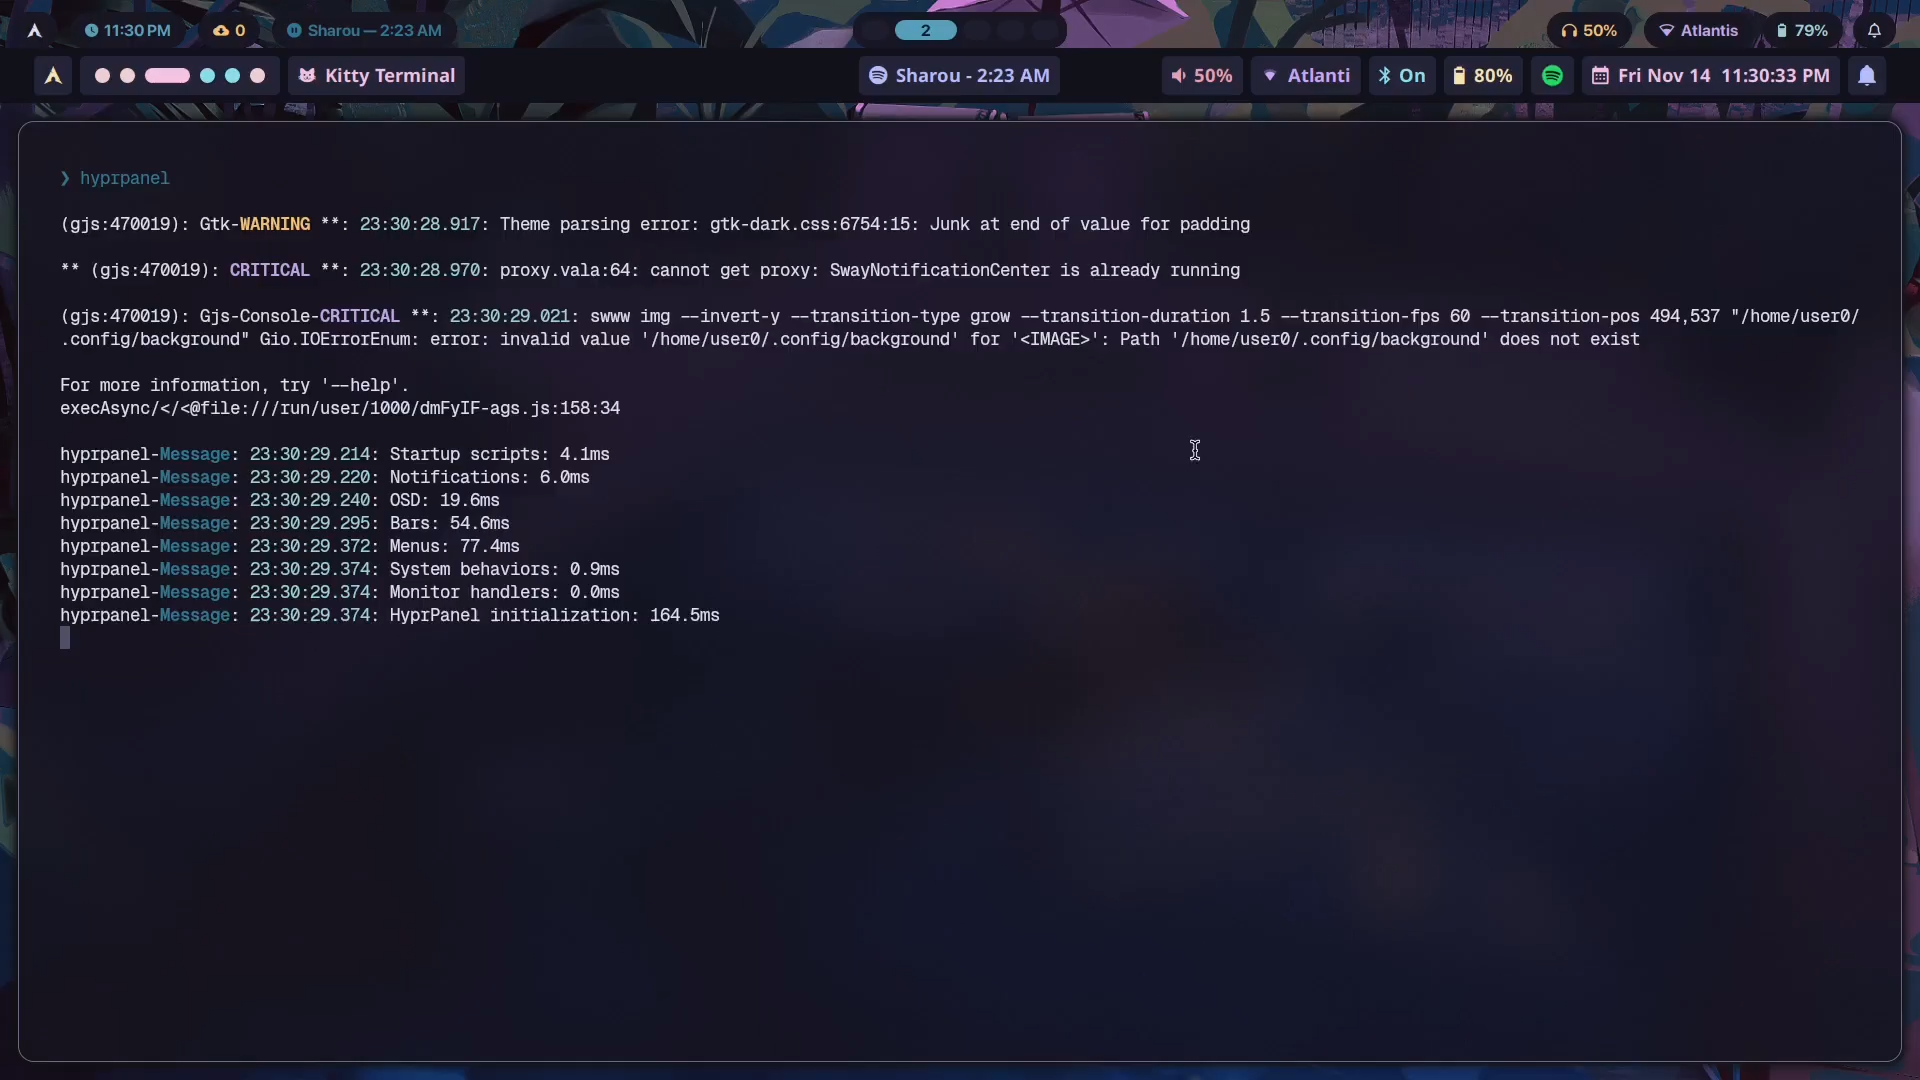 11:30 PM 0 Sharou — 2:23 AM 2 50% Atlantis 79%
Kitty Terminal Sharou - 2:23 AM 50% Atlanti On 80% Fri Nov 14 11:30:33 PM
❯ hyprpanel
(gjs:470019): Gtk-WARNING **: 23:30:28.917: Theme parsing error: gtk-dark.css:6754:15: Junk at end of value for padding
** (gjs:470019): CRITICAL **: 23:30:28.970: proxy.vala:64: cannot get proxy: SwayNotificationCenter is already running
(gjs:470019): Gjs-Console-CRITICAL **: 23:30:29.021: swww img --invert-y --transition-type grow --transition-duration 1.5 --transition-fps 60 --transition-pos 494,537 "/home/user0/
.config/background" Gio.IOErrorEnum: error: invalid value '/home/user0/.config/background' for '<IMAGE>': Path '/home/user0/.config/background' does not exist
For more information, try '--help'.
execAsync/</<@file:///run/user/1000/dmFyIF-ags.js:158:34
hyprpanel-Message: 23:30:29.214: Startup scripts: 4.1ms
hyprpanel-Message: 23:30:29.220: Notifications: 6.0ms
hyprpanel-Message: 23:30:29.240: OSD: 19.6ms
hyprpanel-Message: 23:30:29.295: Bars: 54.6ms
hyprpanel-Message: 23:30:29.372: Menus: 77.4ms
hyprpanel-Message: 23:30:29.374: System behaviors: 0.9ms
hyprpanel-Message: 23:30:29.374: Monitor handlers: 0.0ms
hyprpanel-Message: 23:30:29.374: HyprPanel initialization: 164.5ms